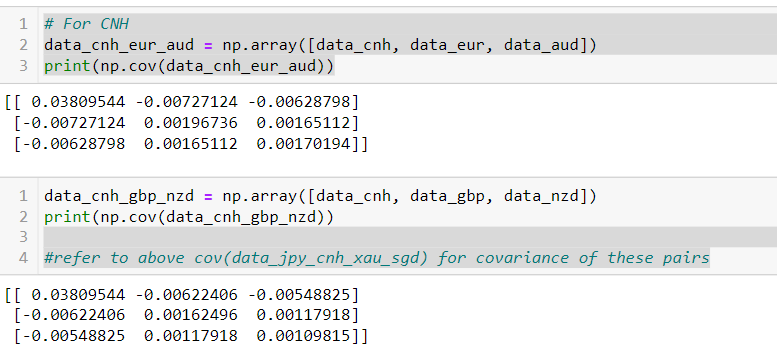 1 # For CNH
2 data_cnh_eur_aud = np.array([data_cnh, data_eur, data_aud])
3 print(np.cov(data_cnh_eur_aud))
[[ 0.03809544 -0.00727124 -0.00628798]
[-0.00727124 0.00196736 0.00165112]
[-0.00628798 0.00165112 0.00170194]]
1 data_cnh_gbp_nzd = np.array([data_cnh, data_gbp, data_nzd])
2 print(np.cov(data_cnh_gbp_nzd))
3
4 #refer to above cov(data_jpy_cnh_xau_sgd) for covariance of these pairs
[[ 0.03809544 -0.00622406 -0.00548825]
[-0.00622406 0.00162496 0.00117918]
[-0.00548825 0.00117918 0.00109815]]